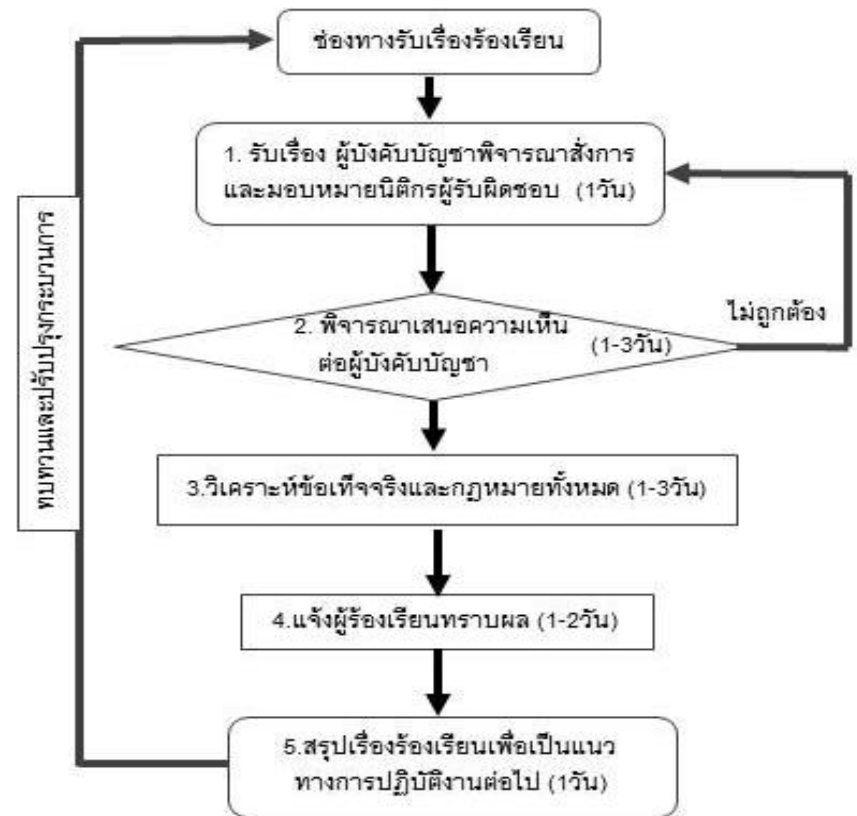 ช่องทางรับเรื่องร้องเรียน
1. รับเรื่อง ผู้บังคับบัญชาพิจารณาสั่งการ
และมอบหมายนิติกรผู้รับผิดชอบ (1วัน)
2. พิจารณาเสนอความเห็น
ต่อผู้บังคับบัญชา
(1-3วัน)
ไม่ถูกต้อง
3.วิเคราะห์ข้อเท็จจริงและกฎหมายทั้งหมด (1-3วัน)
4.แจ้งผู้ร้องเรียนทราบผล (1-2วัน)
5.สรุปเรื่องร้องเรียนเพื่อเป็นแนว
ทางการปฏิบัติงานต่อไป (1วัน)
ทบทวนและปรับปรุงกระบวนการ